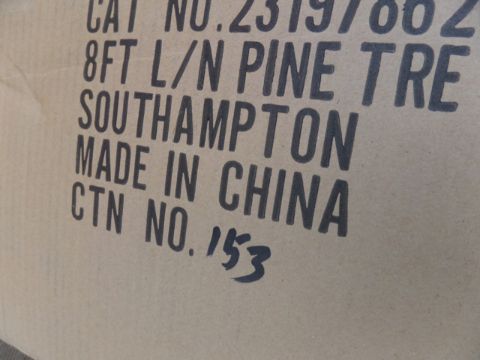 CAT NO.23197862
8FT L/N PINE TRE
SOUTHAMPTON
MADE IN CHINA
CTN NO. 153